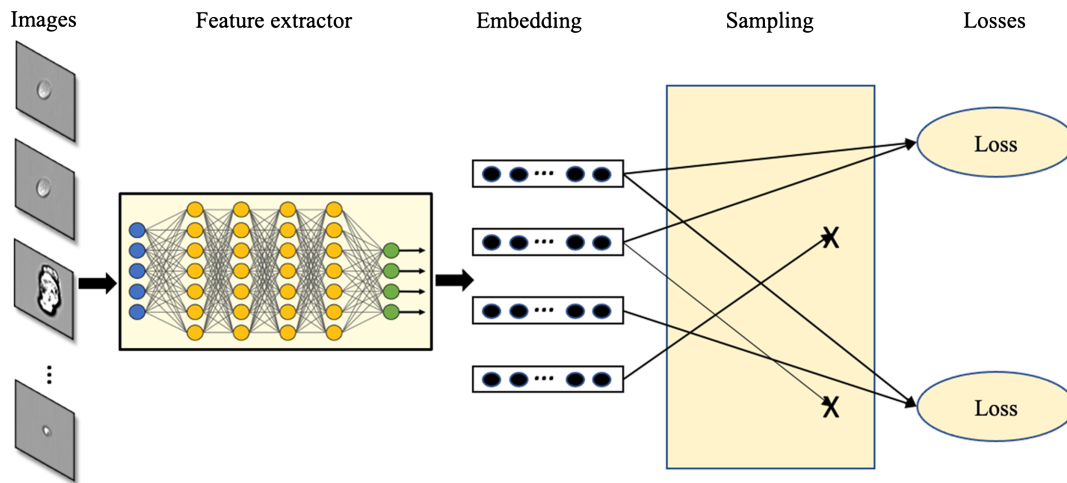 Images
Feature extractor
Embedding
Sampling
Losses
Loss
X
X
Loss